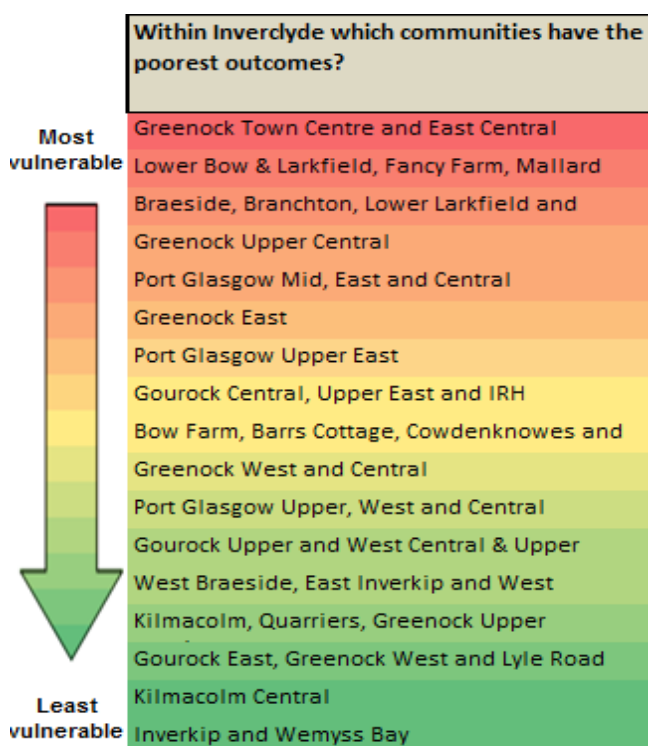 Within Inverclyde which communities have the
poorest outcomes?
Most
vulnerable
Greenock Town Centre and East Central
Lower Bow & Larkfield, Fancy Farm, Mallard
Braeside, Branchton, Lower Larkfield and
Greenock Upper Central
Port Glasgow Mid, East and Central
Greenock East
Port Glasgow Upper East
Gourock Central, Upper East and IRH
Bow Farm, Barrs Cottage, Cowdenknowes and
Greenock West and Central
Port Glasgow Upper, West and Central
Gourock Upper and West Central & Upper
West Braeside, East Inverkip and West
Kilmacolm, Quarriers, Greenock Upper
Gourock East, Greenock West and Lyle Road
Kilmacolm Central
Inverkip and Wemyss Bay
Least
vulnerable